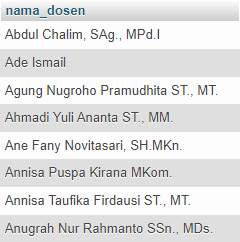 nama_dosen
Abdul Chalim, SAg., MPd.I
Ade Ismail
Agung Nugroho Pramudhita ST., MT.
Ahmadi Yuli Ananta ST., MM.
Ane Fany Novitasari, SH.MKn.
Annisa Puspa Kirana MKom.
Annisa Taufika Firdausi ST., MT.
Anugrah Nur Rahmanto SSn., MDs.